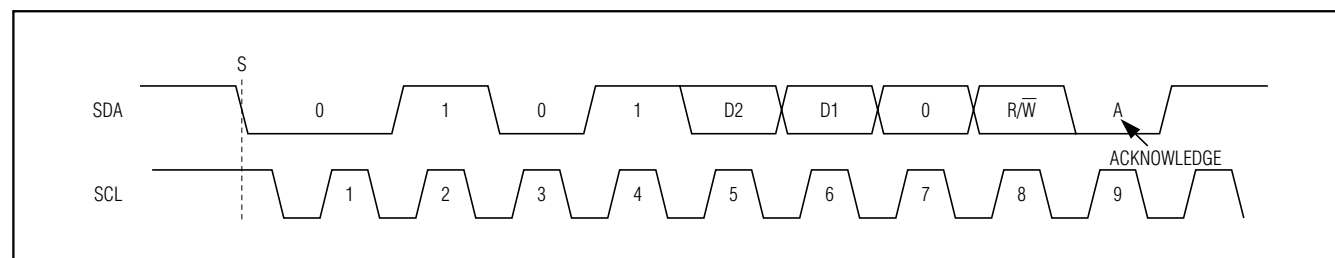 S
SDA 0 1 0 1 D2 D1 0 R/W̅ A
ACKNOWLEDGE
SCL 1 2 3 4 5 6 7 8 9